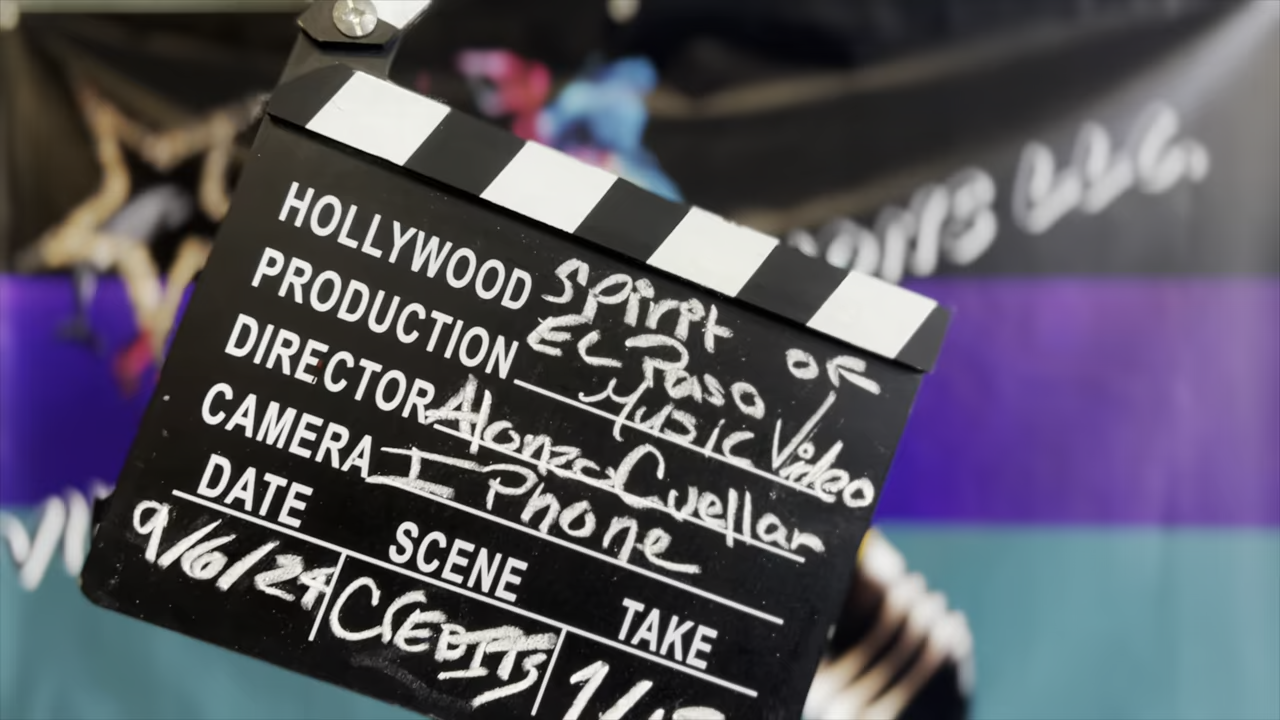 HOLLYWOOD Spirit of
PRODUCTION EL Paso / Music Video
DIRECTOR Alonzo Cuellar
CAMERA I Phone
DATE SCENE TAKE
9/6/24 CREDITS
LLC.